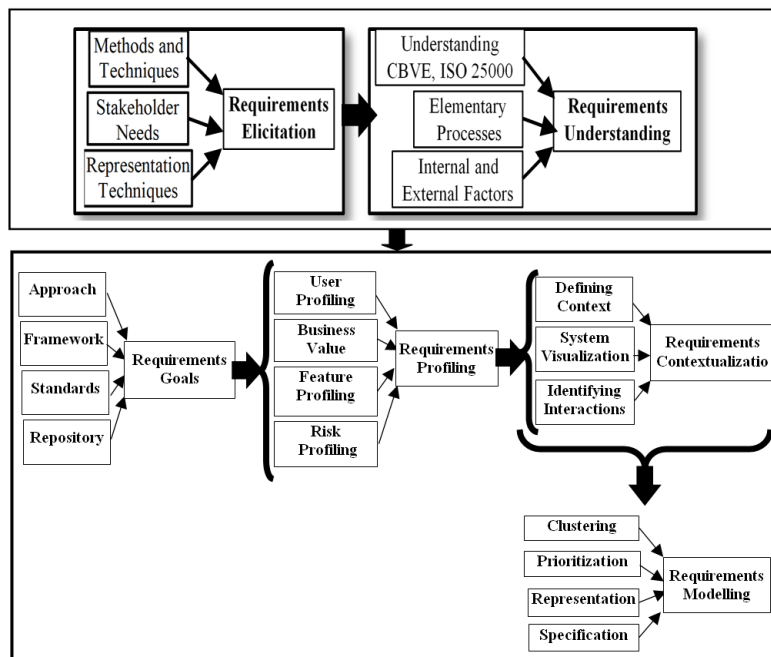 Methods and
Techniques
Stakeholder
Needs
Representation
Techniques
Requirements
Elicitation
Understanding
CBVE, ISO 25000
Elementary
Processes
Internal and
External Factors
Requirements
Understanding
Approach
Framework
Standards
Repository
Requirements
Goals
User
Profiling
Business
Value
Feature
Profiling
Risk
Profiling
Requirements
Profiling
Defining
Context
System
Visualization
Identifying
Interactions
Requirements
Contextualizatio
Clustering
Prioritization
Representation
Specification
Requirements
Modelling